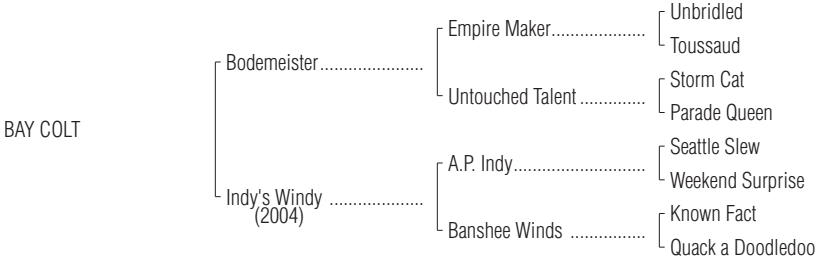 Unbridled
Empire Maker....................
Toussaud
Bodemeister......................
Storm Cat
Untouched Talent ..............
Parade Queen
BAY COLT
Seattle Slew
A.P. Indy............................
Weekend Surprise
Indy's Windy ....................
(2004)
Known Fact
Banshee Winds ................
Quack a Doodledoo